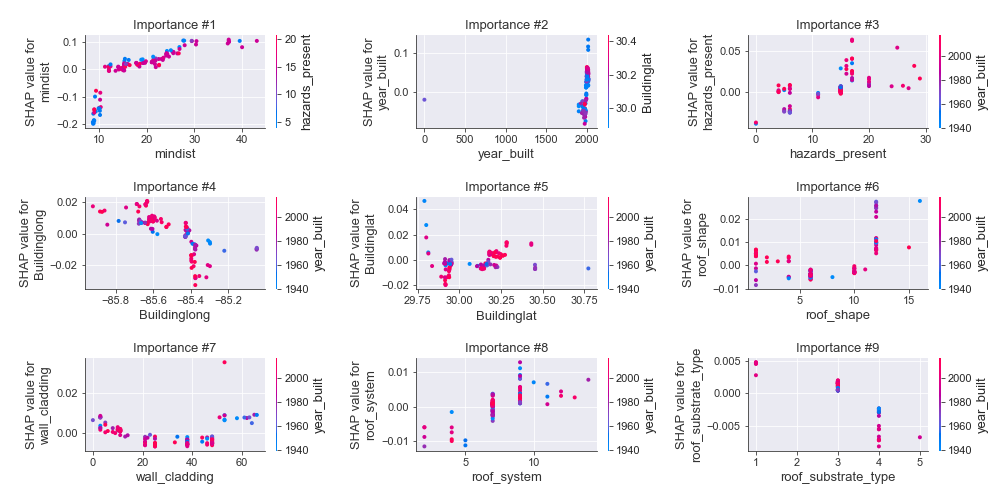 Importance #1
SHAP value for
mindist
0.1
0.0
−0.1
−0.2
10
20
30
40
mindist
20
15
10
5
hazards_present
Importance #2
SHAP value for
year_built
0.1
0.0
0
500
1000
1500
2000
year_built
30.4
30.2
30.0
Buildinglat
Importance #3
SHAP value for
hazards_present
0.05
0.00
0
10
20
30
hazards_present
2000
1980
1960
1940
year_built
Importance #4
SHAP value for
Buildinglong
0.02
0.00
−0.02
−85.8
−85.6
−85.4
−85.2
Buildinglong
2000
1980
1960
1940
year_built
Importance #5
SHAP value for
Buildinglat
0.04
0.02
0.00
−0.02
29.75
30.00
30.25
30.50
30.75
Buildinglat
2000
1980
1960
1940
year_built
Importance #6
SHAP value for
roof_shape
0.02
0.01
0.00
−0.01
5
10
15
roof_shape
2000
1980
1960
1940
year_built
Importance #7
SHAP value for
wall_cladding
0.02
0.00
0
20
40
60
wall_cladding
2000
1980
1960
1940
year_built
Importance #8
SHAP value for
roof_system
0.01
0.00
−0.01
5
10
roof_system
2000
1980
1960
1940
year_built
Importance #9
SHAP value for
roof_substrate_type
0.005
0.000
−0.005
1
2
3
4
5
roof_substrate_type
2000
1980
1960
1940
year_built